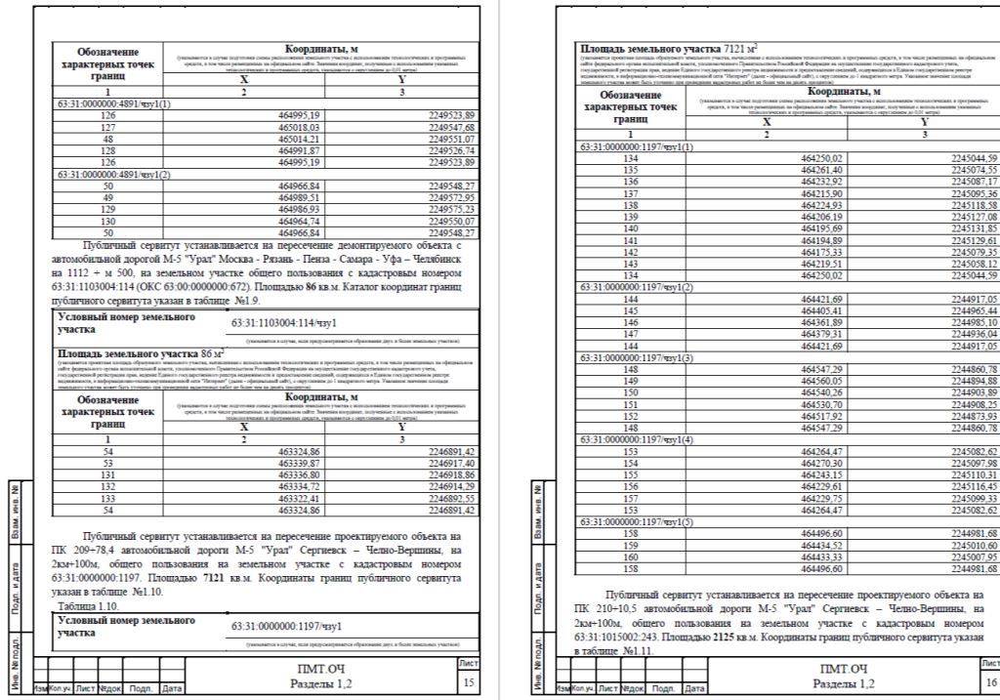 Обозначение
характерных точек
границ
Координаты, м
(указываются в случае подготовки схемы расположения земельного участка с использованием технологических и программных
средств, в том числе размещенных на официальном сайте. Значения координат, полученные с использованием указанных
технологических и программных средств, указываются с округлением до 0,01 метра)
X Y
1 2 3
63:31:0000000:4891/чзу1(1)
126 464995,19 2249523,89
127 465018,03 2249547,68
48 465014,21 2249551,07
128 464991,87 2249526,74
126 464995,19 2249523,89
63:31:0000000:4891/чзу1(2)
50 464966,84 2249548,27
49 464989,51 2249572,95
129 464986,93 2249575,23
130 464964,74 2249550,07
50 464966,84 2249548,27
Публичный сервитут устанавливается на пересечение демонтируемого объекта с
автомобильной дорогой М-5 "Урал" Москва - Рязань - Пенза - Самара - Уфа – Челябинск
на 1112 + м 500, на земельном участке общего пользования с кадастровым номером
63:31:1103004:114 (ОКС 63:00:0000000:672). Площадью 86 кв.м. Каталог координат границ
публичного сервитута указан в таблице №1.9.
Условный номер земельного
участка
63:31:1103004:114/чзу1
(указывается в случае, если предусматривается образование двух и более земельных участков)
Площадь земельного участка 86 м²
(указывается проектная площадь образуемого земельного участка, вычисленная с использованием технологических и программных средств, в том числе размещенных на официальном
сайте федерального органа исполнительной власти, уполномоченного Правительством Российской Федерации на осуществление государственного кадастрового учета,
государственной регистрации прав, ведение Единого государственного реестра недвижимости и предоставление сведений, содержащихся в Едином государственном реестре
недвижимости, в информационно-телекоммуникационной сети "Интернет" (далее - официальный сайт), с округлением до 1 квадратного метра. Указанное значение площади
земельного участка может быть уточнено при проведении кадастровых работ не более чем на десять процентов)
Обозначение
характерных точек
границ
Координаты, м
(указываются в случае подготовки схемы расположения земельного участка с использованием технологических и программных
средств, в том числе размещенных на официальном сайте. Значения координат, полученные с использованием указанных
технологических и программных средств, указываются с округлением до 0,01 метра)
X Y
1 2 3
54 463324,86 2246891,42
53 463339,87 2246917,40
131 463336,80 2246918,86
132 463334,72 2246914,29
133 463322,41 2246892,55
54 463324,86 2246891,42
Публичный сервитут устанавливается на пересечение проектируемого объекта на
ПК 209+78,4 автомобильной дороги М-5 "Урал" Сергиевск – Челно-Вершины, на
2км+100м, общего пользования на земельном участке с кадастровым номером
63:31:0000000:1197. Площадью 7121 кв.м. Координаты границ публичного сервитута
указан в таблице №1.10.
Таблица 1.10.
Условный номер земельного
участка
63:31:0000000:1197/чзу1
(указывается в случае, если предусматривается образование двух и более земельных участков)
Взам. инв. №
Подп. и дата
Инв. № подл.
Изм Кол.уч. Лист №док Подп. Дата
ПМТ.ОЧ
Разделы 1,2
Лист
15
Площадь земельного участка 7121 м²
(указывается проектная площадь образуемого земельного участка, вычисленная с использованием технологических и программных средств, в том числе размещенных на официальном
сайте федерального органа исполнительной власти, уполномоченного Правительством Российской Федерации на осуществление государственного кадастрового учета,
государственной регистрации прав, ведение Единого государственного реестра недвижимости и предоставление сведений, содержащихся в Едином государственном реестре
недвижимости, в информационно-телекоммуникационной сети "Интернет" (далее - официальный сайт), с округлением до 1 квадратного метра. Указанное значение площади
земельного участка может быть уточнено при проведении кадастровых работ не более чем на десять процентов)
Обозначение
характерных точек
границ
Координаты, м
(указываются в случае подготовки схемы расположения земельного участка с использованием технологических и программных
средств, в том числе размещенных на официальном сайте. Значения координат, полученные с использованием указанных
технологических и программных средств, указываются с округлением до 0,01 метра)
X Y
1 2 3
63:31:0000000:1197/чзу1(1)
134 464250,02 2245044,59
135 464261,40 2245074,55
136 464232,92 2245087,17
137 464215,90 2245095,36
138 464224,93 2245118,58
139 464206,19 2245127,08
140 464195,69 2245131,85
141 464194,89 2245129,61
142 464175,33 2245079,35
143 464219,51 2245058,12
134 464250,02 2245044,59
63:31:0000000:1197/чзу1(2)
144 464421,69 2244917,05
145 464405,41 2244965,44
146 464361,89 2244985,10
147 464379,31 2244936,04
144 464421,69 2244917,05
63:31:0000000:1197/чзу1(3)
148 464547,29 2244860,78
149 464560,05 2244894,88
150 464540,26 2244903,89
151 464530,70 2244908,25
152 464517,92 2244873,93
148 464547,29 2244860,78
63:31:0000000:1197/чзу1(4)
153 464264,47 2245082,62
154 464270,30 2245097,98
155 464243,15 2245110,31
156 464229,61 2245116,45
157 464229,75 2245099,33
153 464264,47 2245082,62
63:31:0000000:1197/чзу1(5)
158 464496,60 2244981,68
159 464434,52 2245010,60
160 464433,33 2245007,95
158 464496,60 2244981,68
Публичный сервитут устанавливается на пересечение проектируемого объекта на
ПК 210+10,5 автомобильной дороги М-5 "Урал" Сергиевск – Челно-Вершины, на
2км+100м, общего пользования на земельном участке с кадастровым номером
63:31:1015002:243. Площадью 2125 кв.м. Координаты границ публичного сервитута указан
в таблице №1.11.
Взам. инв. №
Подп. и дата
Инв. № подл.
Изм Кол.уч. Лист №док Подп. Дата
ПМТ.ОЧ
Разделы 1,2
Лист
16